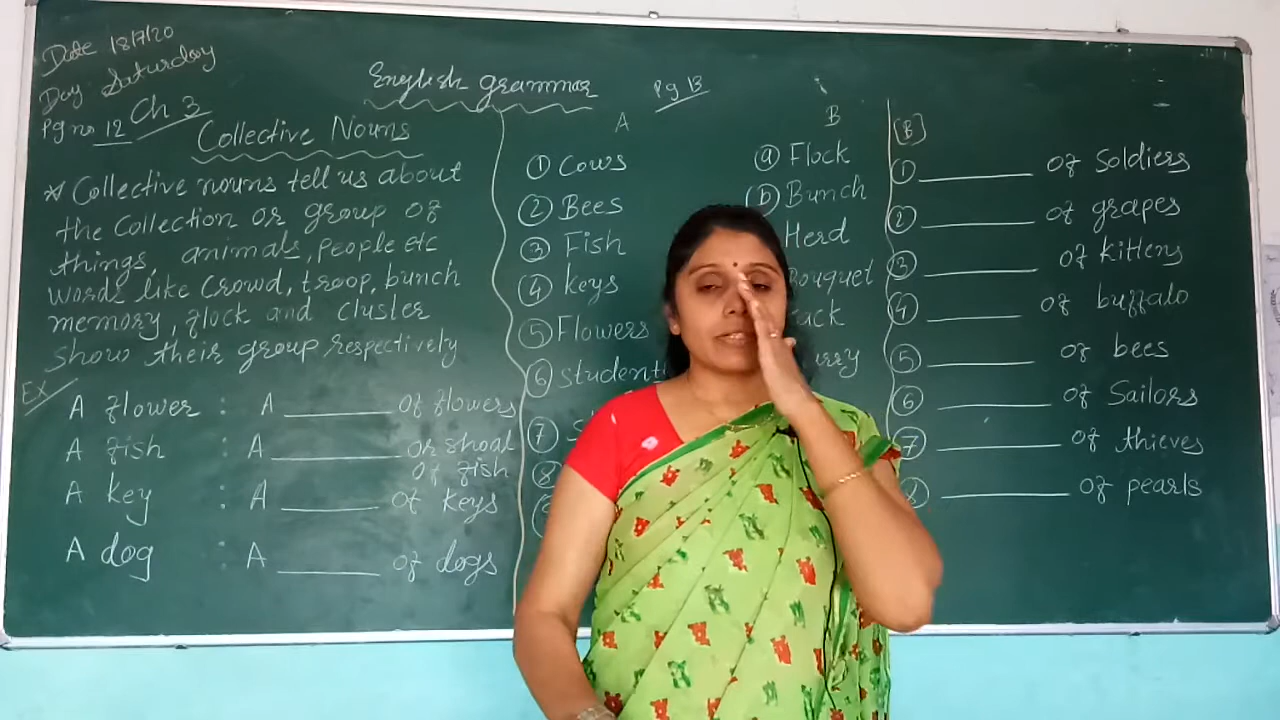 Date 18/7/20
Day Saturday
Pg no 12 Ch 3
English grammar
Pg 13
Collective Nouns
* Collective nouns tell us about
the Collection or group of
things, animals, people etc
words like crowd, troop, bunch
memory, flock and cluster
show their group respectively
EX
A flower : A ______ of flowers
A fish : A ______ or shoal
of fish
A key : A ______ of keys
A dog : A ______ of dogs
A B
① Cows ⓐ Flock
② Bees ⓑ Bunch
③ Fish Herd
④ keys Bouquet
⑤ Flowers
⑥ student
⑦
⑧
[B]
① ______ of Soldiers
② ______ of grapes
③ ______ of kittens
④ ______ of buffalo
⑤ ______ of bees
⑥ ______ of Sailors
⑦ ______ of thieves
______ of pearls